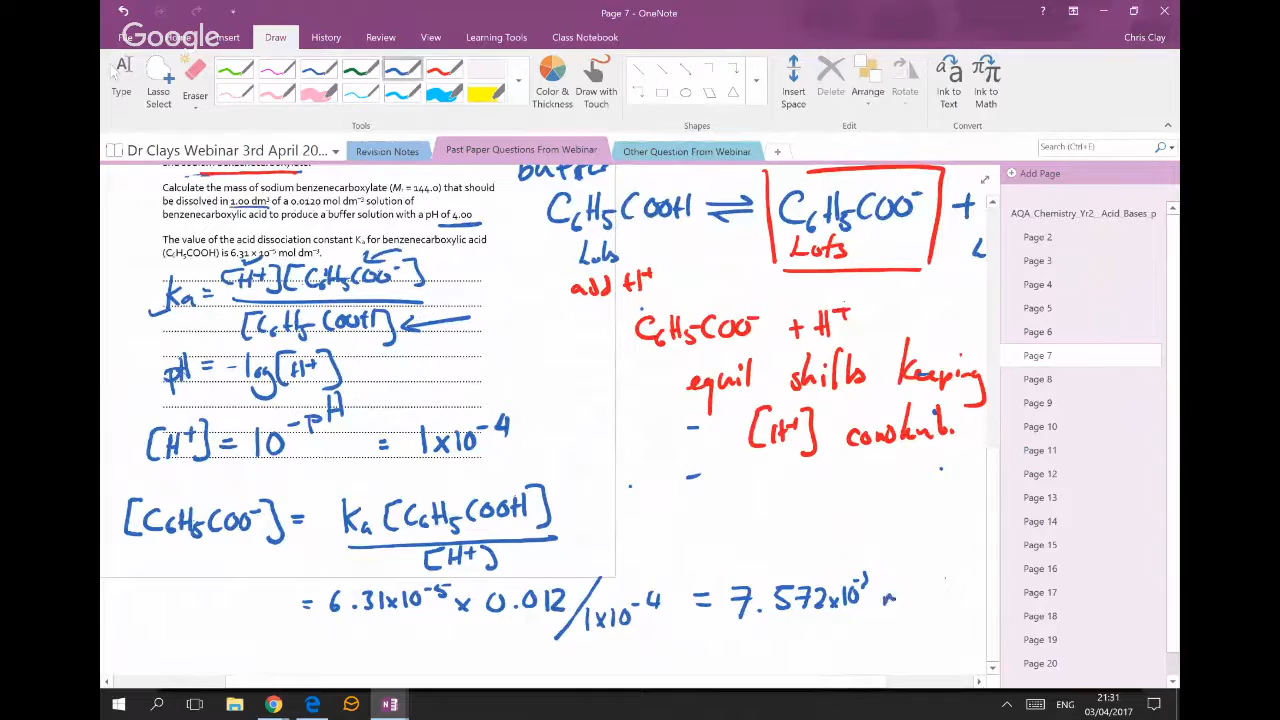 Page 7 - OneNote
Chris Clay
Google
Insert
Draw
History
Review
View
Learning Tools
Class Notebook
Type
Lasso
Select
Eraser
Color &
Thickness
Draw with
Touch
Insert
Space
Delete
Arrange
Rotate
Ink to
Text
Ink to
Math
Tools
Shapes
Edit
Convert
Dr Clays Webinar 3rd April 20...
Revision Notes
Past Paper Questions From Webinar
Other Question From Webinar
Search (Ctrl+E)
Calculate the mass of sodium benzenecarboxylate (Mr = 144.0) that should
be dissolved in 1.00 dm³ of a 0.0120 mol dm⁻³ solution of
benzenecarboxylic acid to produce a buffer solution with a pH of 4.00
The value of the acid dissociation constant Ka for benzenecarboxylic acid
(C₆H₅COOH) is 6.31 × 10⁻⁵ mol dm⁻³.
Ka = [H⁺][C₆H₅COO⁻]
[C₆H₅COOH]
pH = -log[H⁺]
[H⁺] = 10^-pH = 1x10⁻⁴
[C₆H₅COO⁻] = Ka [C₆H₅COOH]
[H⁺]
= 6.31x10⁻⁵ x 0.012/1x10⁻⁴ = 7.572x10⁻³
buffer
C₆H₅COOH ⇌ C₆H₅COO⁻ +
Lots
Lots
add H⁺
C₆H₅COO⁻ + H⁺
equil shifts keeping
[H⁺] constant.
Add Page
AQA_Chemistry_Yr2_ Acid_Bases_p
Page 2
Page 3
Page 4
Page 5
Page 6
Page 7
Page 8
Page 9
Page 10
Page 11
Page 12
Page 13
Page 14
Page 15
Page 16
Page 17
Page 18
Page 19
Page 20
ENG
21:31
03/04/2017